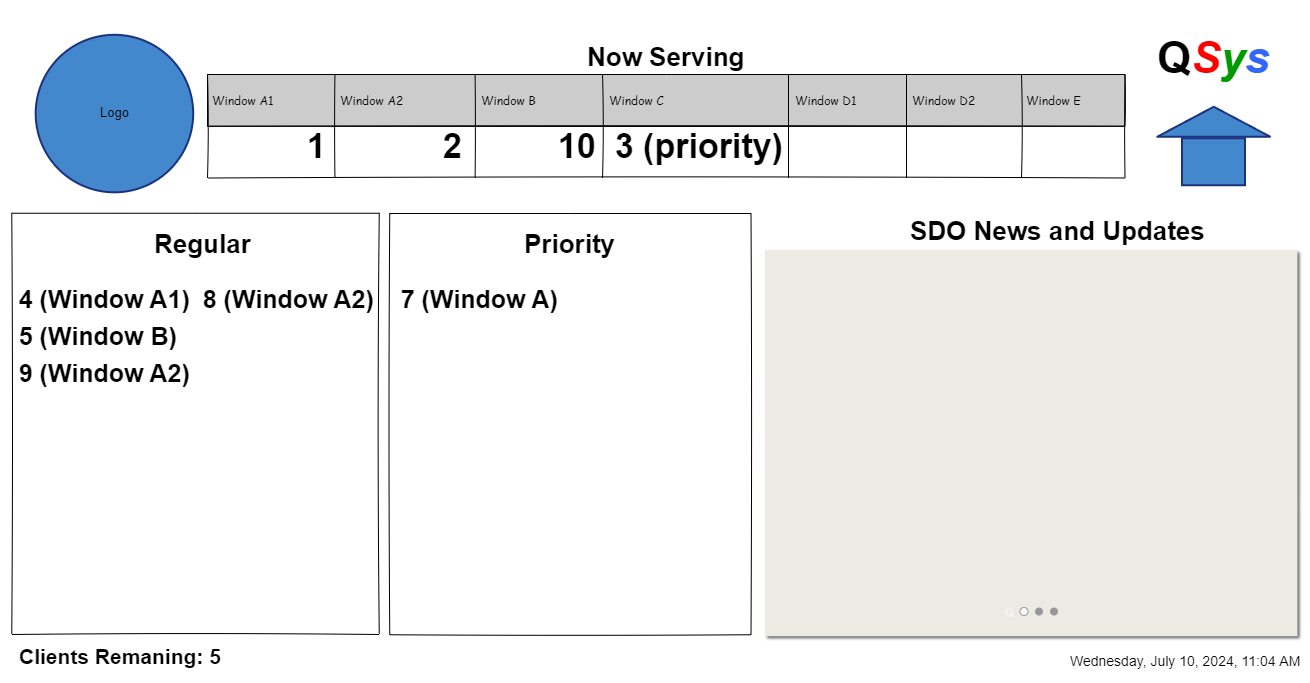 Now Serving
QSys
Logo
Window A1 Window A2 Window B Window C Window D1 Window D2 Window E
1 2 10 3 (priority)
Regular
4 (Window A1) 8 (Window A2)
5 (Window B)
9 (Window A2)
Priority
7 (Window A)
SDO News and Updates
Clients Remaning: 5
Wednesday, July 10, 2024, 11:04 AM